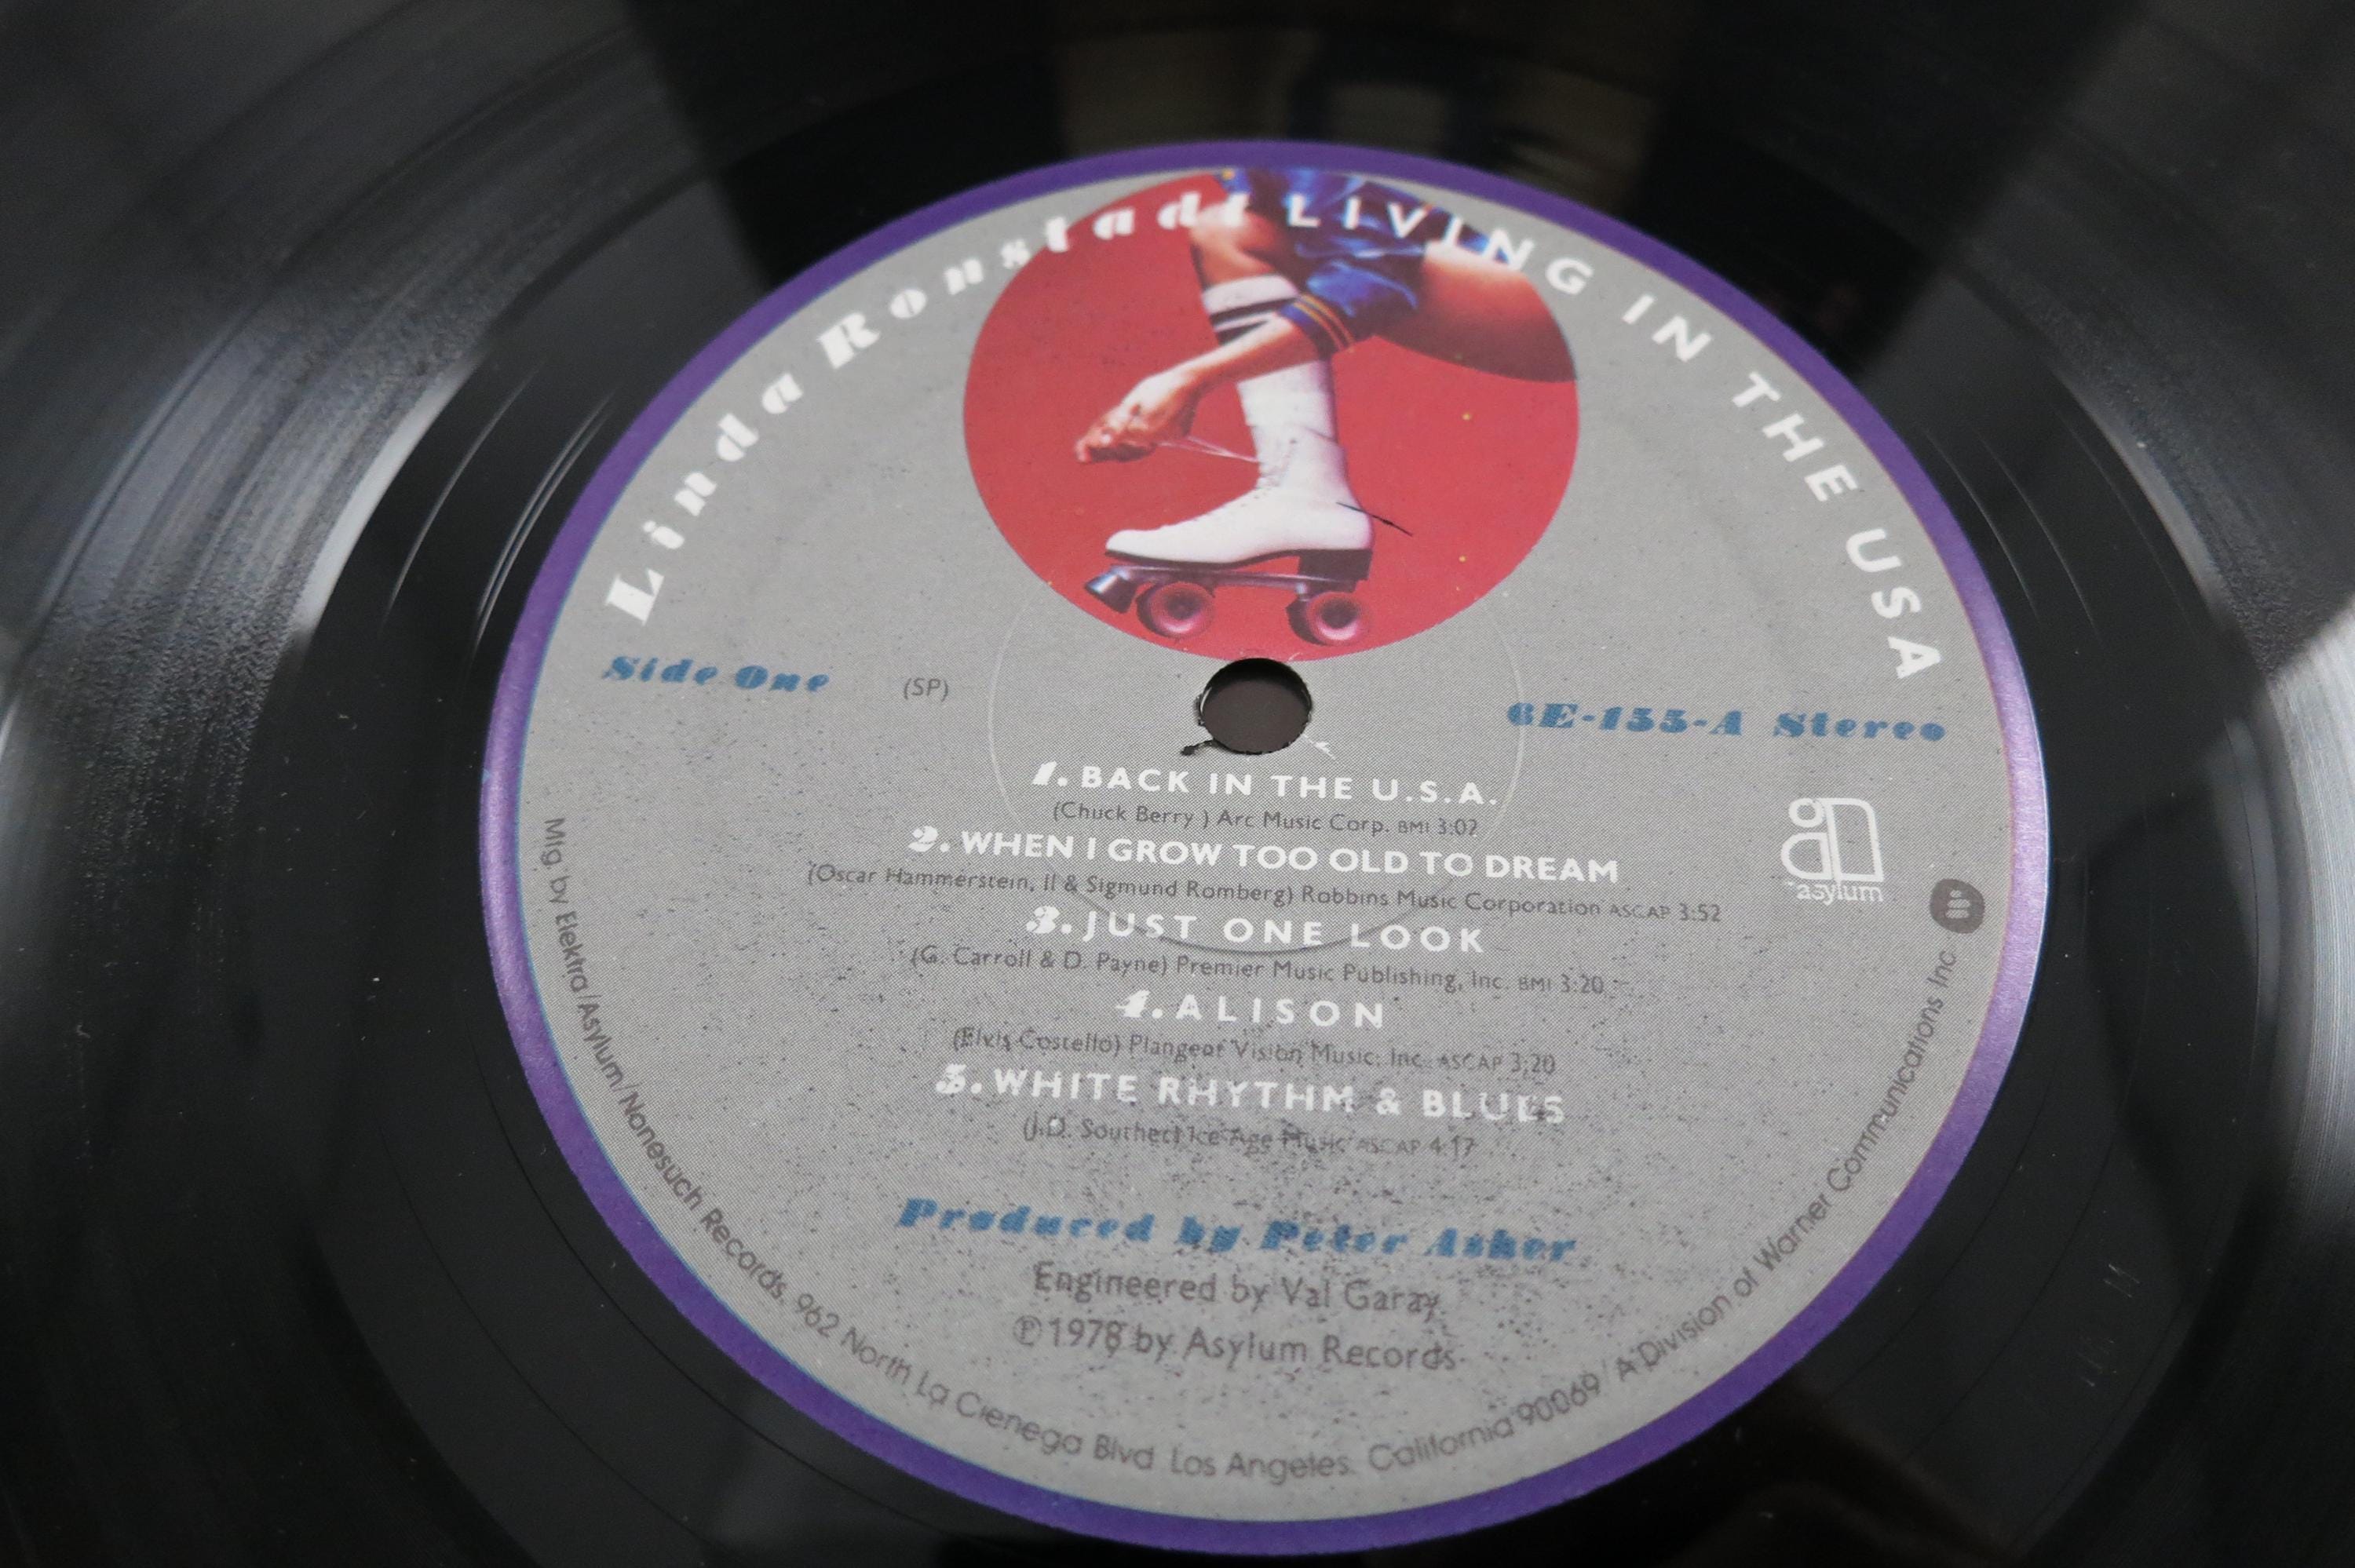 Linda Ronstadt LIVING IN THE USA
Side One (SP)
6E-155-A Stereo
1. BACK IN THE U.S.A.
(Chuck Berry ) Arc Music Corp. BMI 3:02
2. WHEN I GROW TOO OLD TO DREAM
(Oscar Hammerstein, II & Sigmund Romberg) Robbins Music Corporation ASCAP 3:52
3. JUST ONE LOOK
(G. Carroll & D. Payne) Premier Music Publishing, Inc. BMI 3:20
4. ALISON
(Elvis Costello) Plangent Vision Music, Inc. ASCAP 3:20
5. WHITE RHYTHM & BLUES
(J.D. Souther) Ice Age Music ASCAP 4:17
asylum
Produced by Peter Asher
Engineered by Val Garay
℗1978 by Asylum Records
Mfg by Elektra/Asylum/Nonesuch Records, 962 North La Cienega Blvd Los Angeles, California 90069 / A Division of Warner Communications Inc